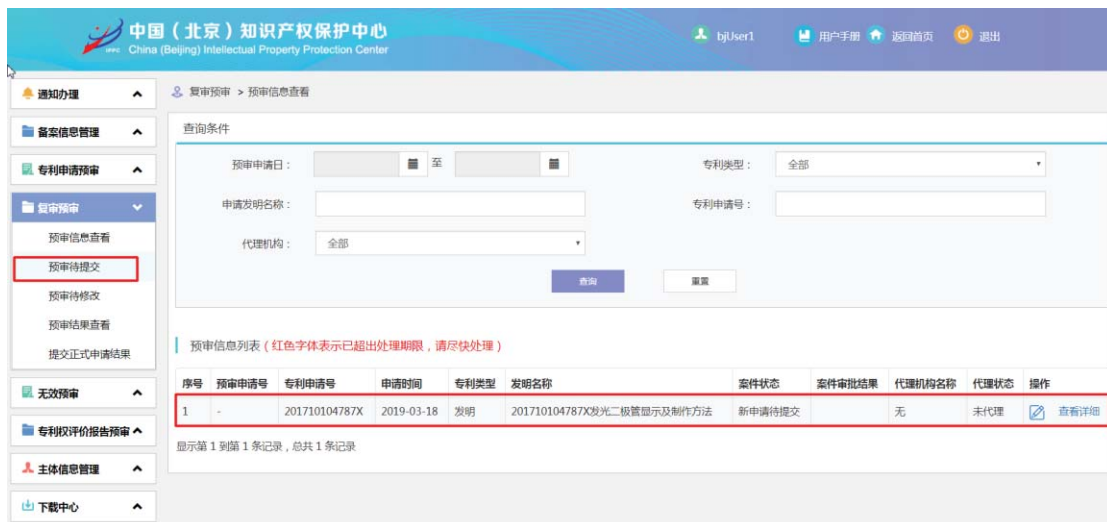 中国（北京）知识产权保护中心
China (Beijing) Intellectual Property Protection Center
bjUser1 用户手册 返回首页 退出
通知办理
备案信息管理
专利申请预审
复审预审
预审信息查看
预审待提交
预审待修改
预审结果查看
提交正式申请结果
无效预审
专利权评价报告预审
主体信息管理
下载中心
复审预审 > 预审信息查看
查询条件
预审申请日： 至 专利类型： 全部
申请发明名称： 专利申请号：
代理机构： 全部
查询 重置
预审信息列表（红色字体表示已超出处理期限，请尽快处理）
序号 预审申请号 专利申请号 申请时间 专利类型 发明名称 案件状态 案件审批结果 代理机构名称 代理状态 操作
1 - 201710104787X 2019-03-18 发明 201710104787X发光二极管显示及制作方法 新申请待提交 无 未代理 查看详细
显示第 1 到第 1 条记录，总共 1 条记录